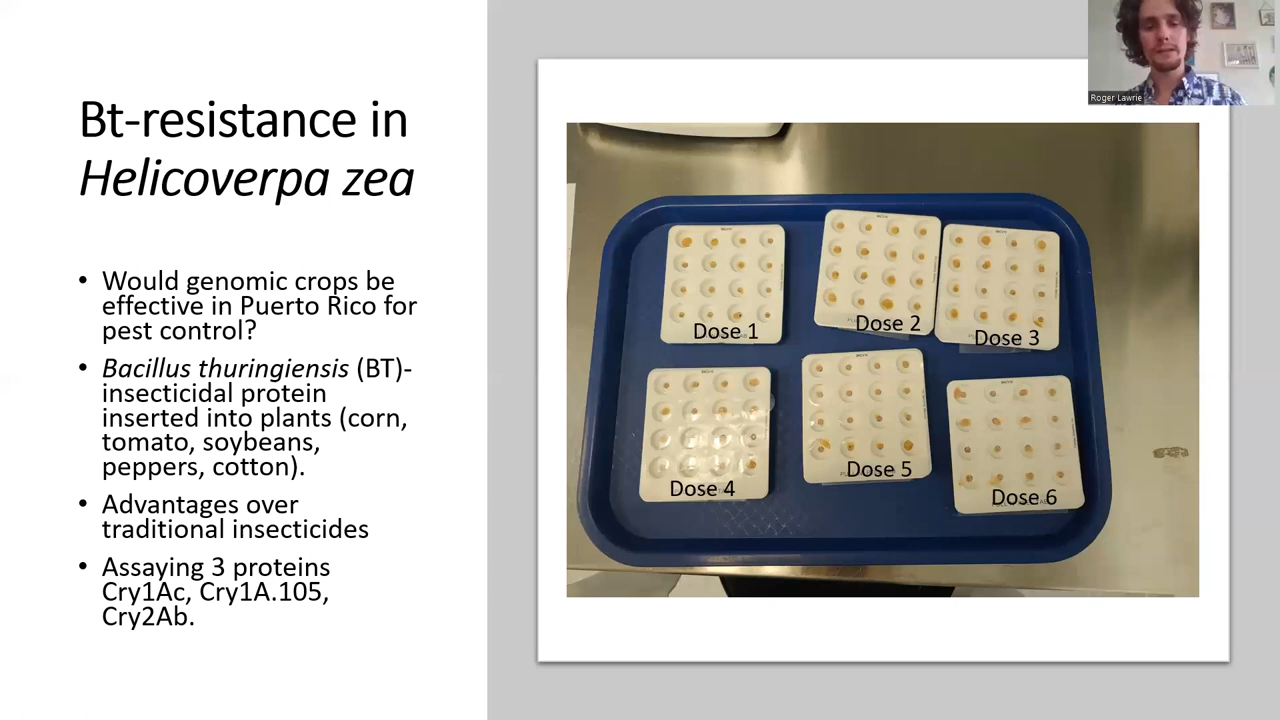 Bt-resistance in
Helicoverpa zea
• Would genomic crops be
effective in Puerto Rico for
pest control?
• Bacillus thuringiensis (BT)-
insecticidal protein
inserted into plants (corn,
tomato, soybeans,
peppers, cotton).
• Advantages over
traditional insecticides
• Assaying 3 proteins
Cry1Ac, Cry1A.105,
Cry2Ab.
Roger Lawrie
Dose 1
Dose 2
Dose 3
Dose 4
Dose 5
Dose 6